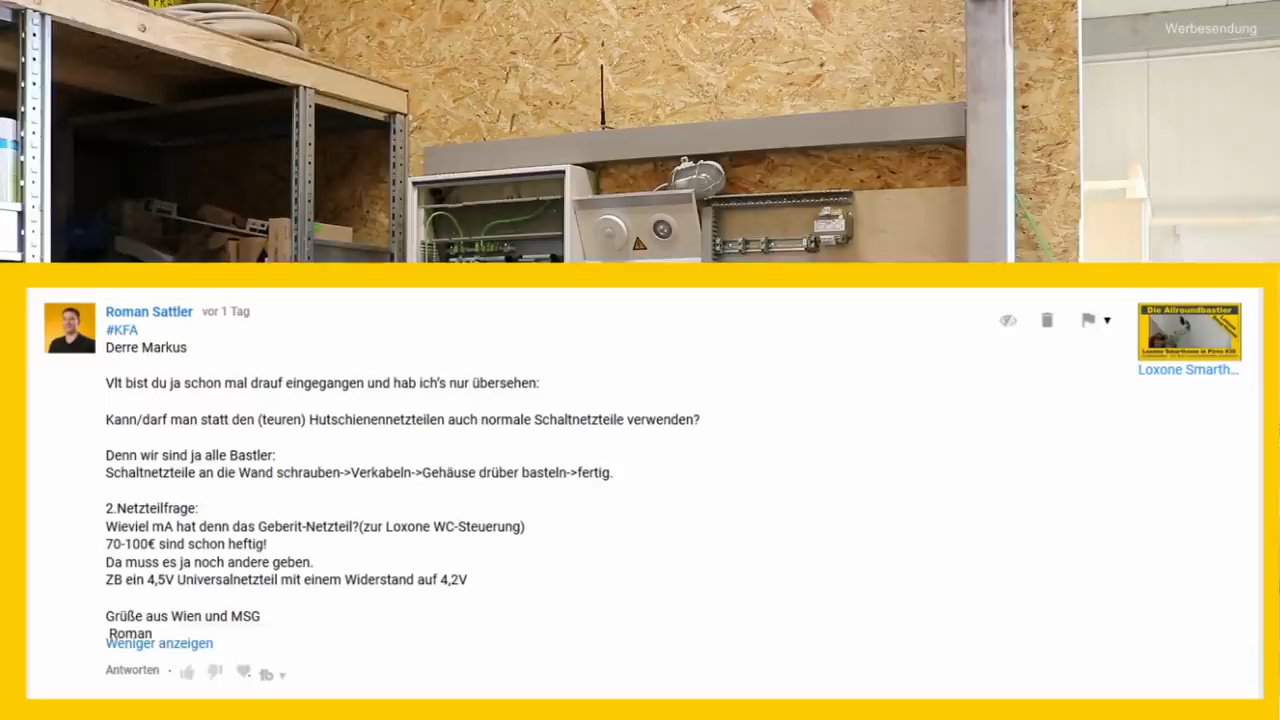 Werbesendung
Roman Sattler vor 1 Tag
#KFA
Derre Markus
Vlt bist du ja schon mal drauf eingegangen und hab ich's nur übersehen:
Kann/darf man statt den (teuren) Hutschienennetzteilen auch normale Schaltnetzteile verwenden?
Denn wir sind ja alle Bastler:
Schaltnetzteile an die Wand schrauben->Verkabeln->Gehäuse drüber basteln->fertig.
2.Netzteilfrage:
Wieviel mA hat denn das Geberit-Netzteil?(zur Loxone WC-Steuerung)
70-100€ sind schon heftig!
Da muss es ja noch andere geben.
ZB ein 4,5V Universalnetzteil mit einem Widerstand auf 4,2V
Grüße aus Wien und MSG
Roman
Weniger anzeigen
Antworten
Die Allroundbastler
Loxone Smarthome in Piros #30
Loxone Smarth...